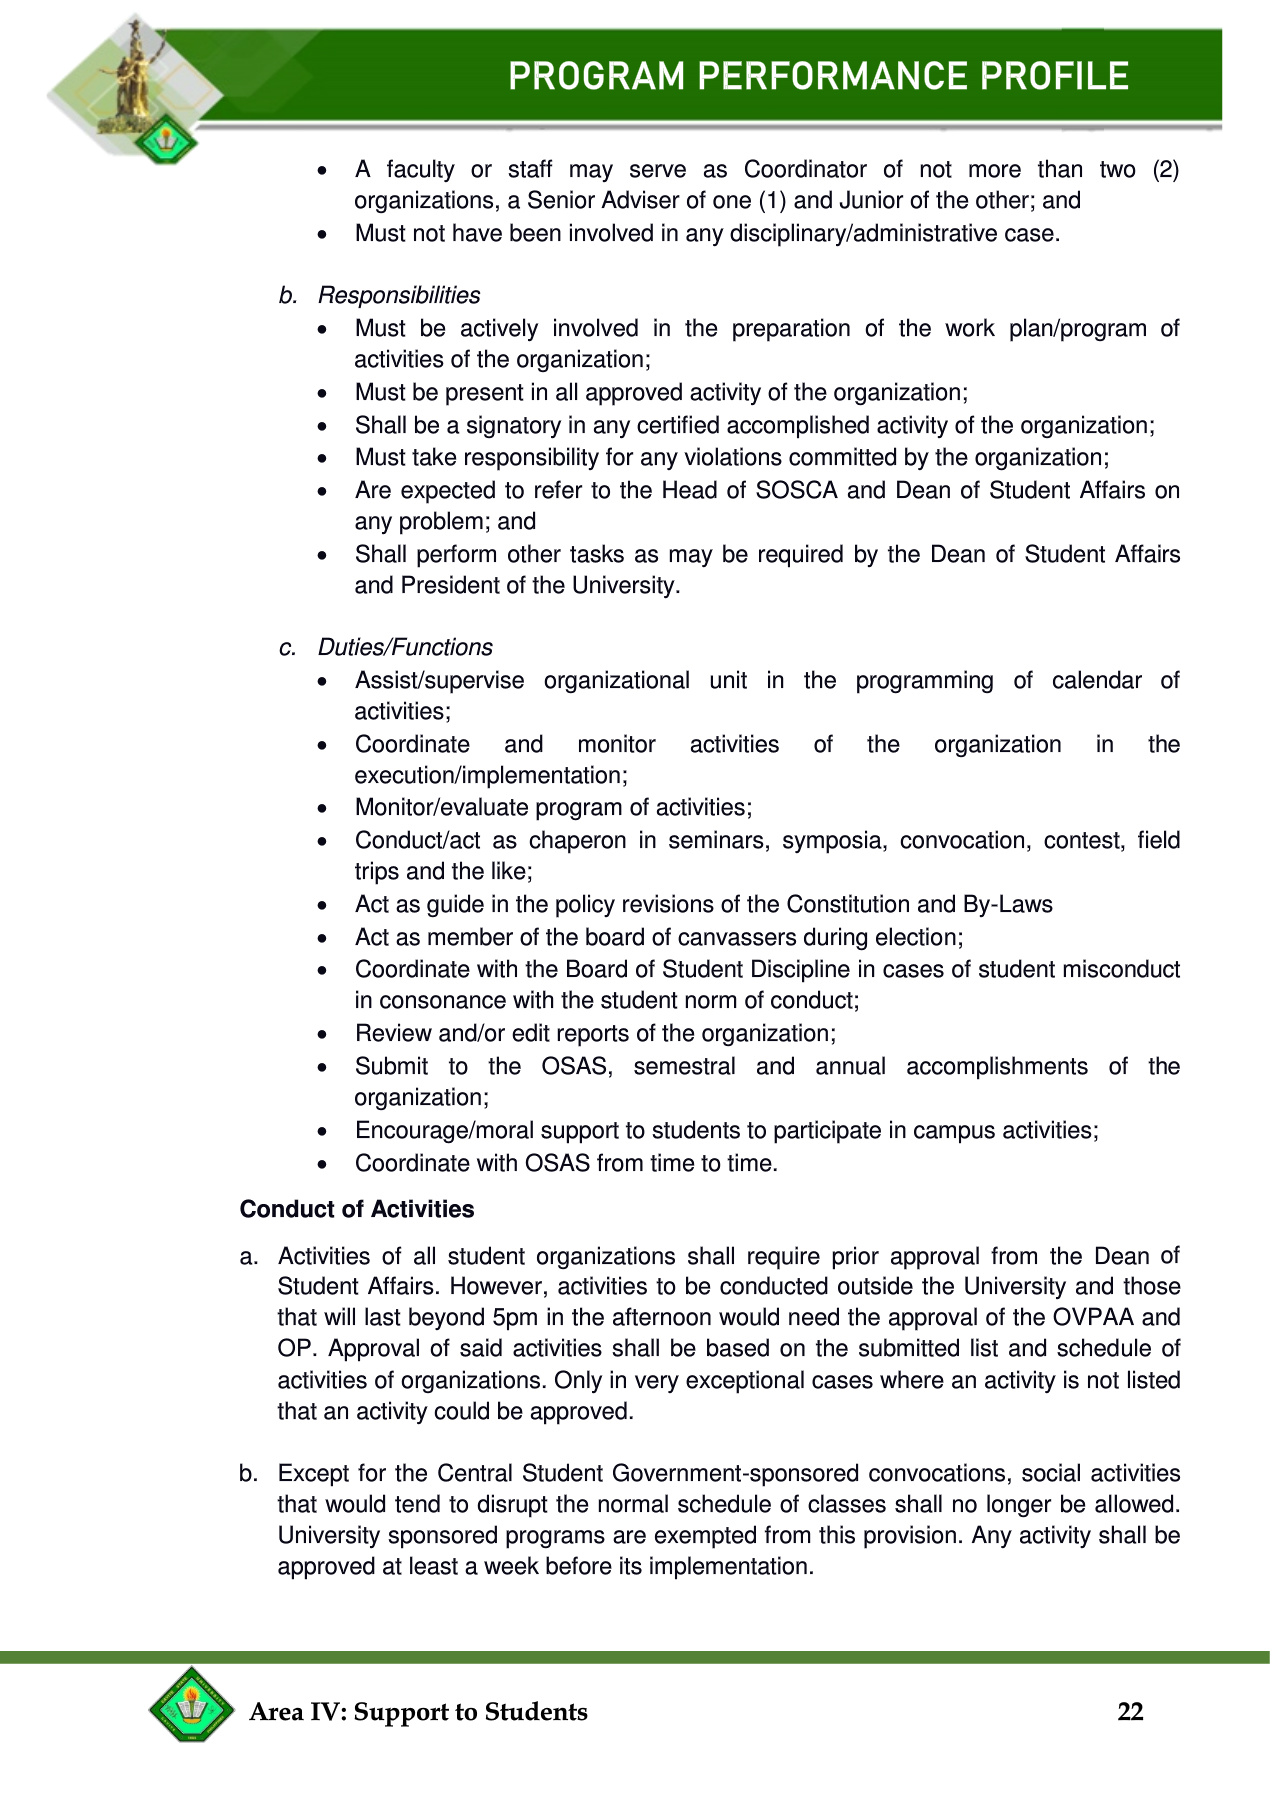 PROGRAM PERFORMANCE PROFILE
• A faculty or staff may serve as Coordinator of not more than two (2)
organizations, a Senior Adviser of one (1) and Junior of the other; and
• Must not have been involved in any disciplinary/administrative case.
b. Responsibilities
• Must be actively involved in the preparation of the work plan/program of
activities of the organization;
• Must be present in all approved activity of the organization;
• Shall be a signatory in any certified accomplished activity of the organization;
• Must take responsibility for any violations committed by the organization;
• Are expected to refer to the Head of SOSCA and Dean of Student Affairs on
any problem; and
• Shall perform other tasks as may be required by the Dean of Student Affairs
and President of the University.
c. Duties/Functions
• Assist/supervise organizational unit in the programming of calendar of
activities;
• Coordinate and monitor activities of the organization in the
execution/implementation;
• Monitor/evaluate program of activities;
• Conduct/act as chaperon in seminars, symposia, convocation, contest, field
trips and the like;
• Act as guide in the policy revisions of the Constitution and By-Laws
• Act as member of the board of canvassers during election;
• Coordinate with the Board of Student Discipline in cases of student misconduct
in consonance with the student norm of conduct;
• Review and/or edit reports of the organization;
• Submit to the OSAS, semestral and annual accomplishments of the
organization;
• Encourage/moral support to students to participate in campus activities;
• Coordinate with OSAS from time to time.
Conduct of Activities
a. Activities of all student organizations shall require prior approval from the Dean of
Student Affairs. However, activities to be conducted outside the University and those
that will last beyond 5pm in the afternoon would need the approval of the OVPAA and
OP. Approval of said activities shall be based on the submitted list and schedule of
activities of organizations. Only in very exceptional cases where an activity is not listed
that an activity could be approved.
b. Except for the Central Student Government-sponsored convocations, social activities
that would tend to disrupt the normal schedule of classes shall no longer be allowed.
University sponsored programs are exempted from this provision. Any activity shall be
approved at least a week before its implementation.
Area IV: Support to Students 22